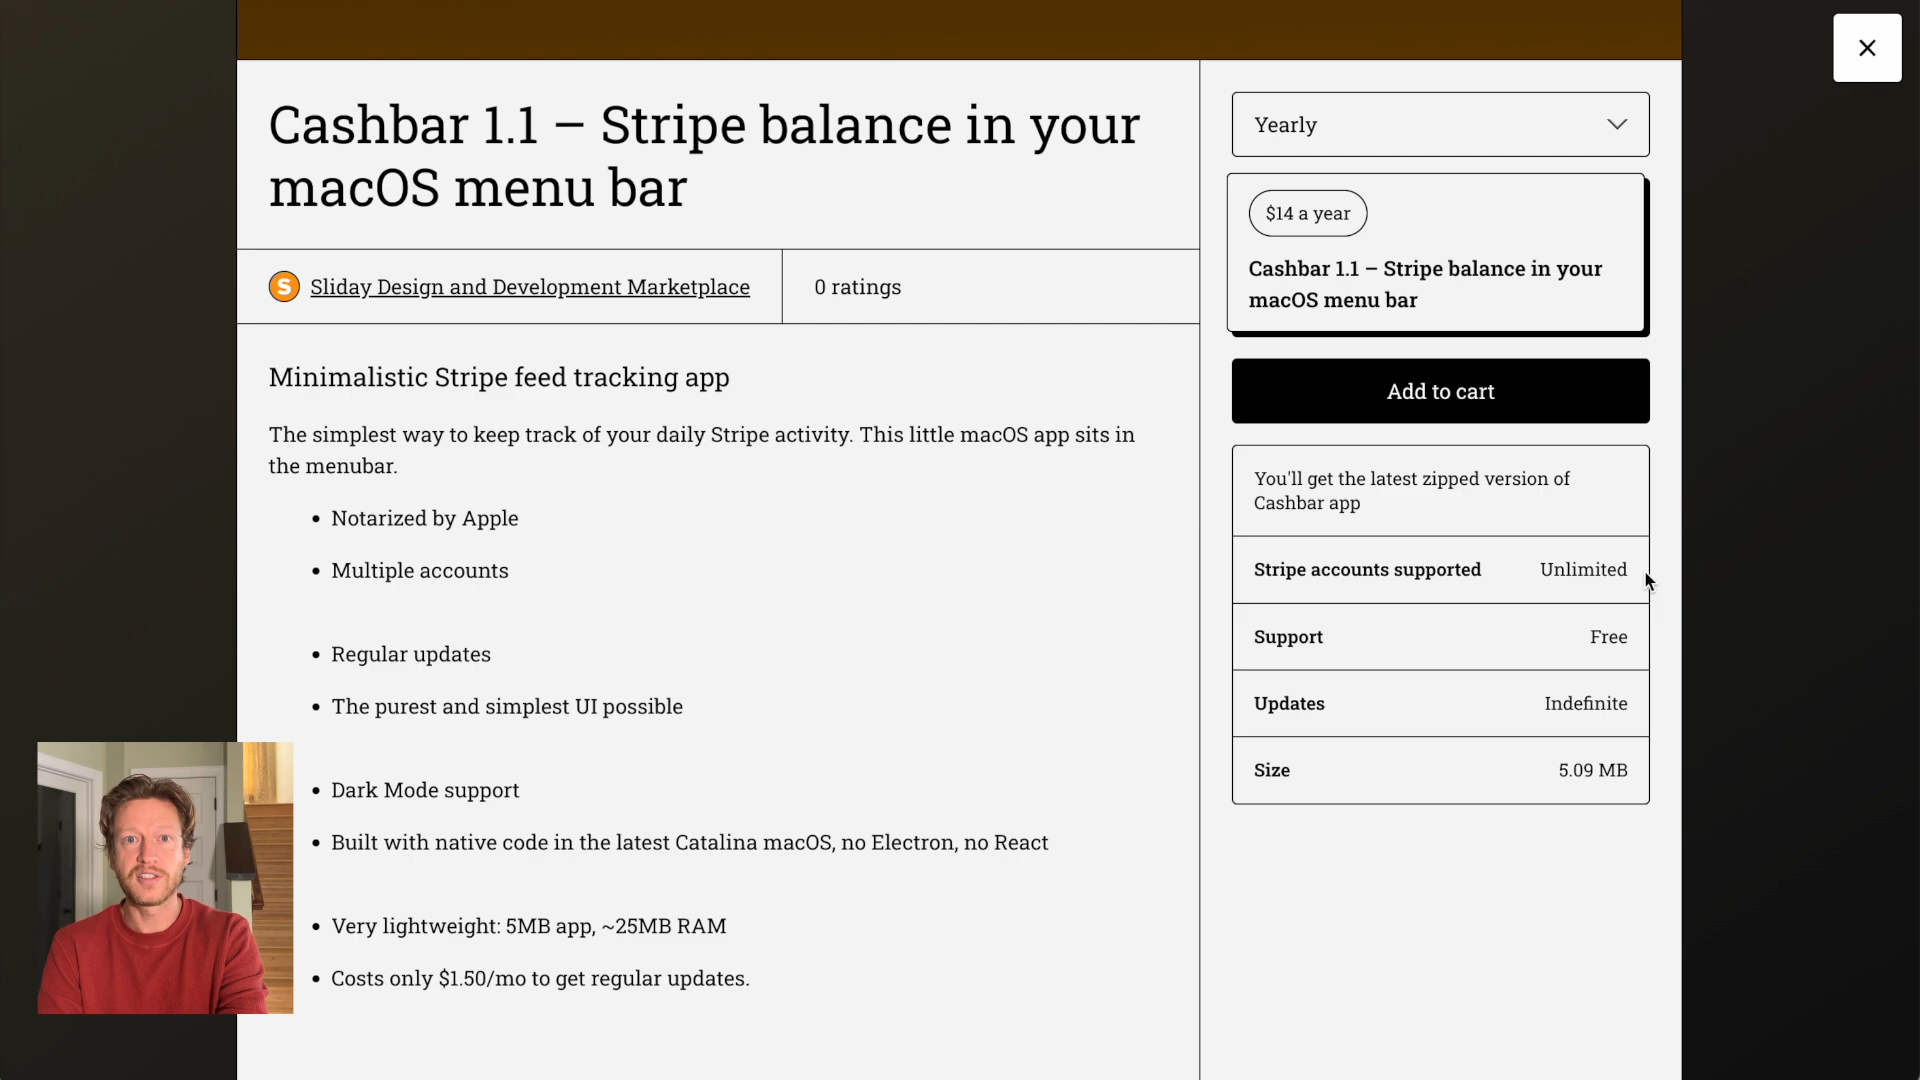 Cashbar 1.1 – Stripe balance in your
macOS menu bar
S Sliday Design and Development Marketplace
0 ratings
Minimalistic Stripe feed tracking app
The simplest way to keep track of your daily Stripe activity. This little macOS app sits in
the menubar.
• Notarized by Apple
• Multiple accounts
• Regular updates
• The purest and simplest UI possible
• Dark Mode support
• Built with native code in the latest Catalina macOS, no Electron, no React
• Very lightweight: 5MB app, ~25MB RAM
• Costs only $1.50/mo to get regular updates.
Yearly
$14 a year
Cashbar 1.1 – Stripe balance in your
macOS menu bar
Add to cart
You'll get the latest zipped version of
Cashbar app
Stripe accounts supported Unlimited
Support Free
Updates Indefinite
Size 5.09 MB